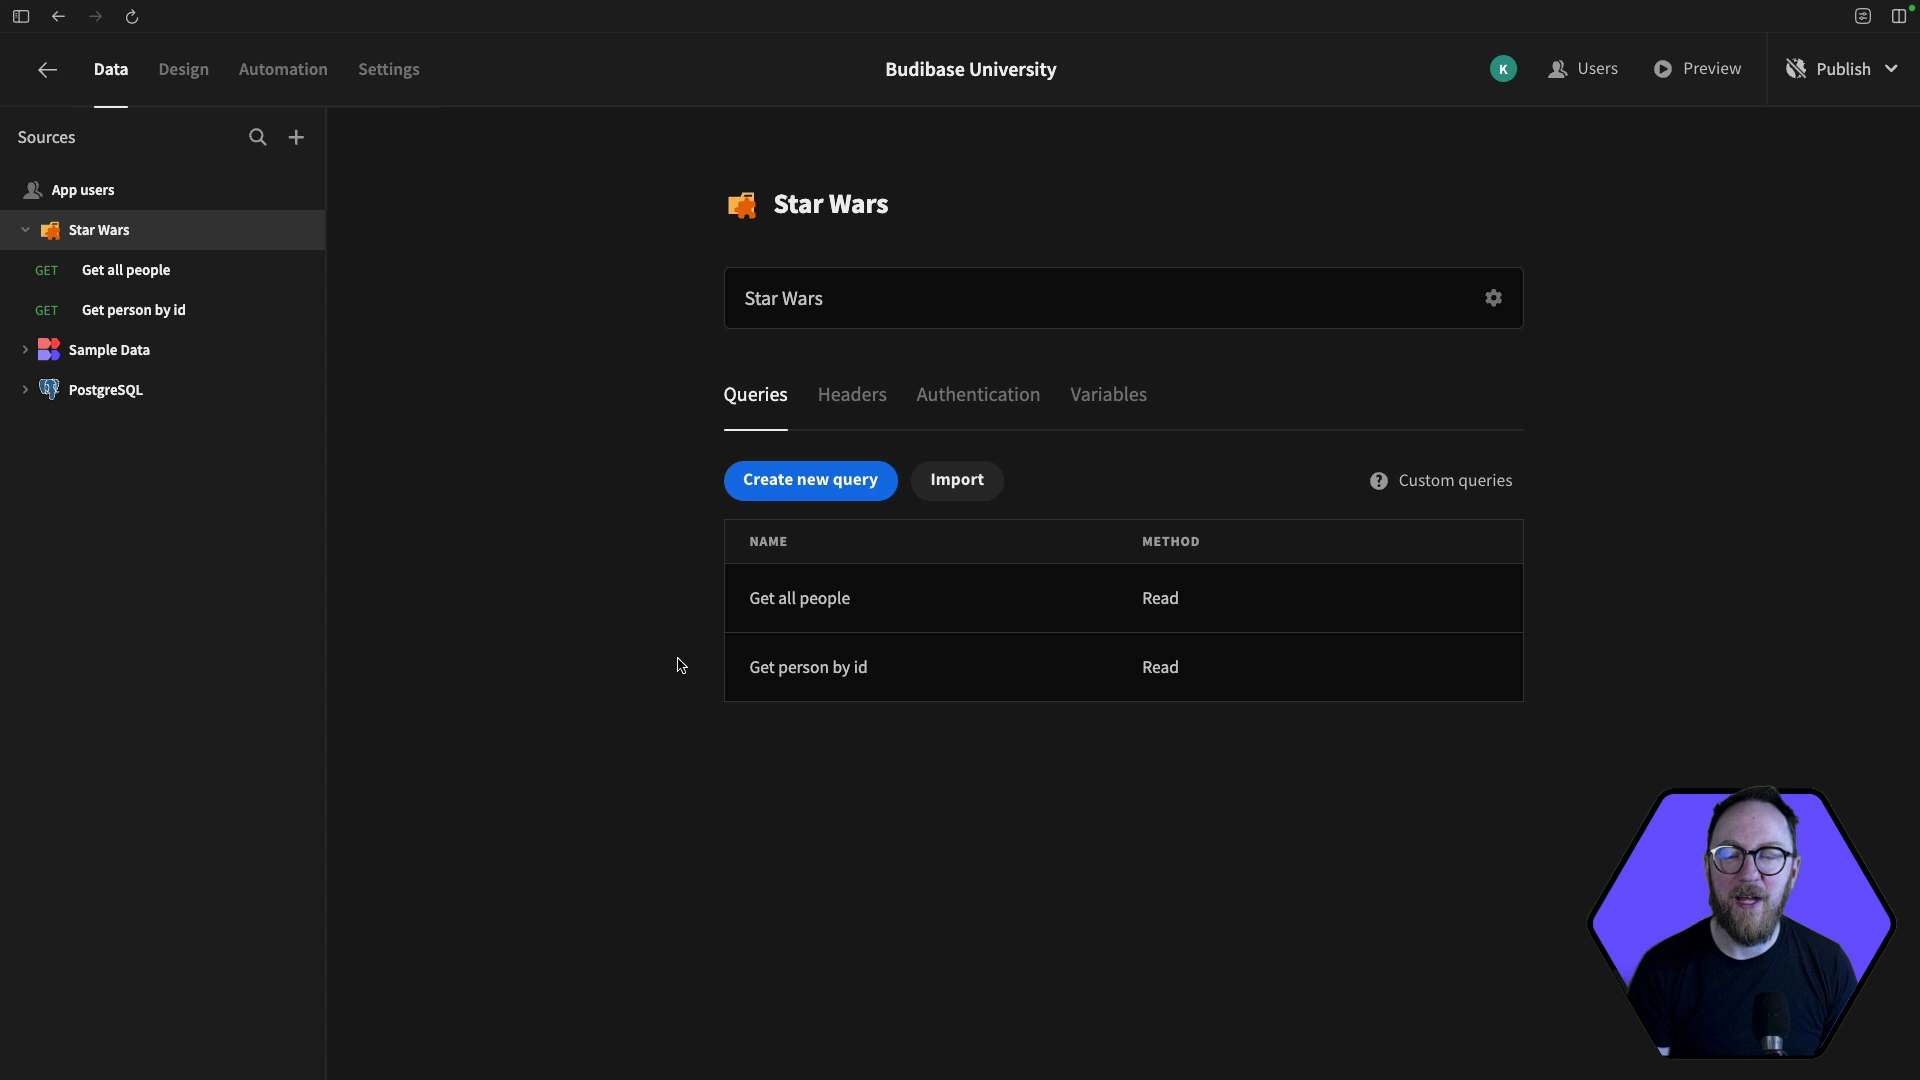 Data Design Automation Settings
Budibase University
K Users Preview Publish
Sources
App users
Star Wars
GET Get all people
GET Get person by id
Sample Data
PostgreSQL
Star Wars
Star Wars
Queries Headers Authentication Variables
Create new query Import Custom queries
NAME METHOD
Get all people Read
Get person by id Read